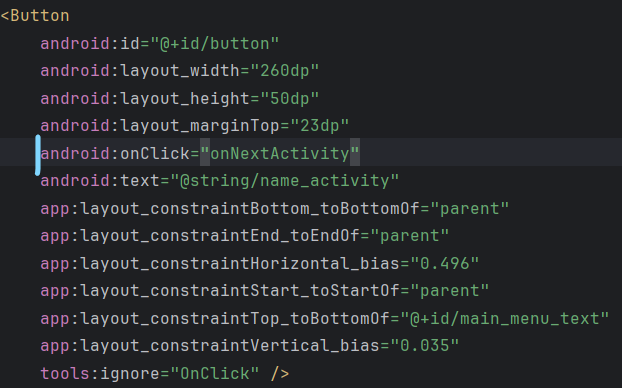 <Button
android:id="@+id/button"
android:layout_width="260dp"
android:layout_height="50dp"
android:layout_marginTop="23dp"
android:onClick="onNextActivity"
android:text="@string/name_activity"
app:layout_constraintBottom_toBottomOf="parent"
app:layout_constraintEnd_toEndOf="parent"
app:layout_constraintHorizontal_bias="0.496"
app:layout_constraintStart_toStartOf="parent"
app:layout_constraintTop_toBottomOf="@+id/main_menu_text"
app:layout_constraintVertical_bias="0.035"
tools:ignore="OnClick" />